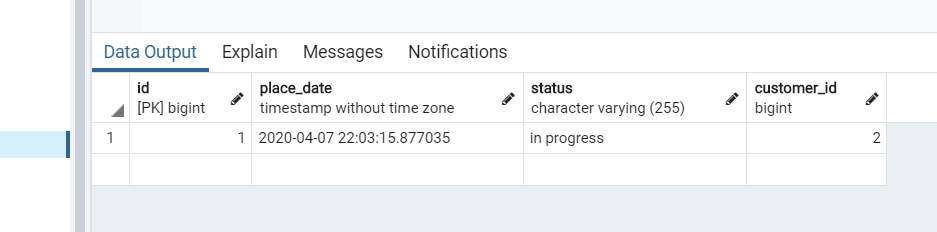 Data Output Explain Messages Notifications
id place_date status customer_id
[PK] bigint timestamp without time zone character varying (255) bigint
1 1 2020-04-07 22:03:15.877035 in progress 2